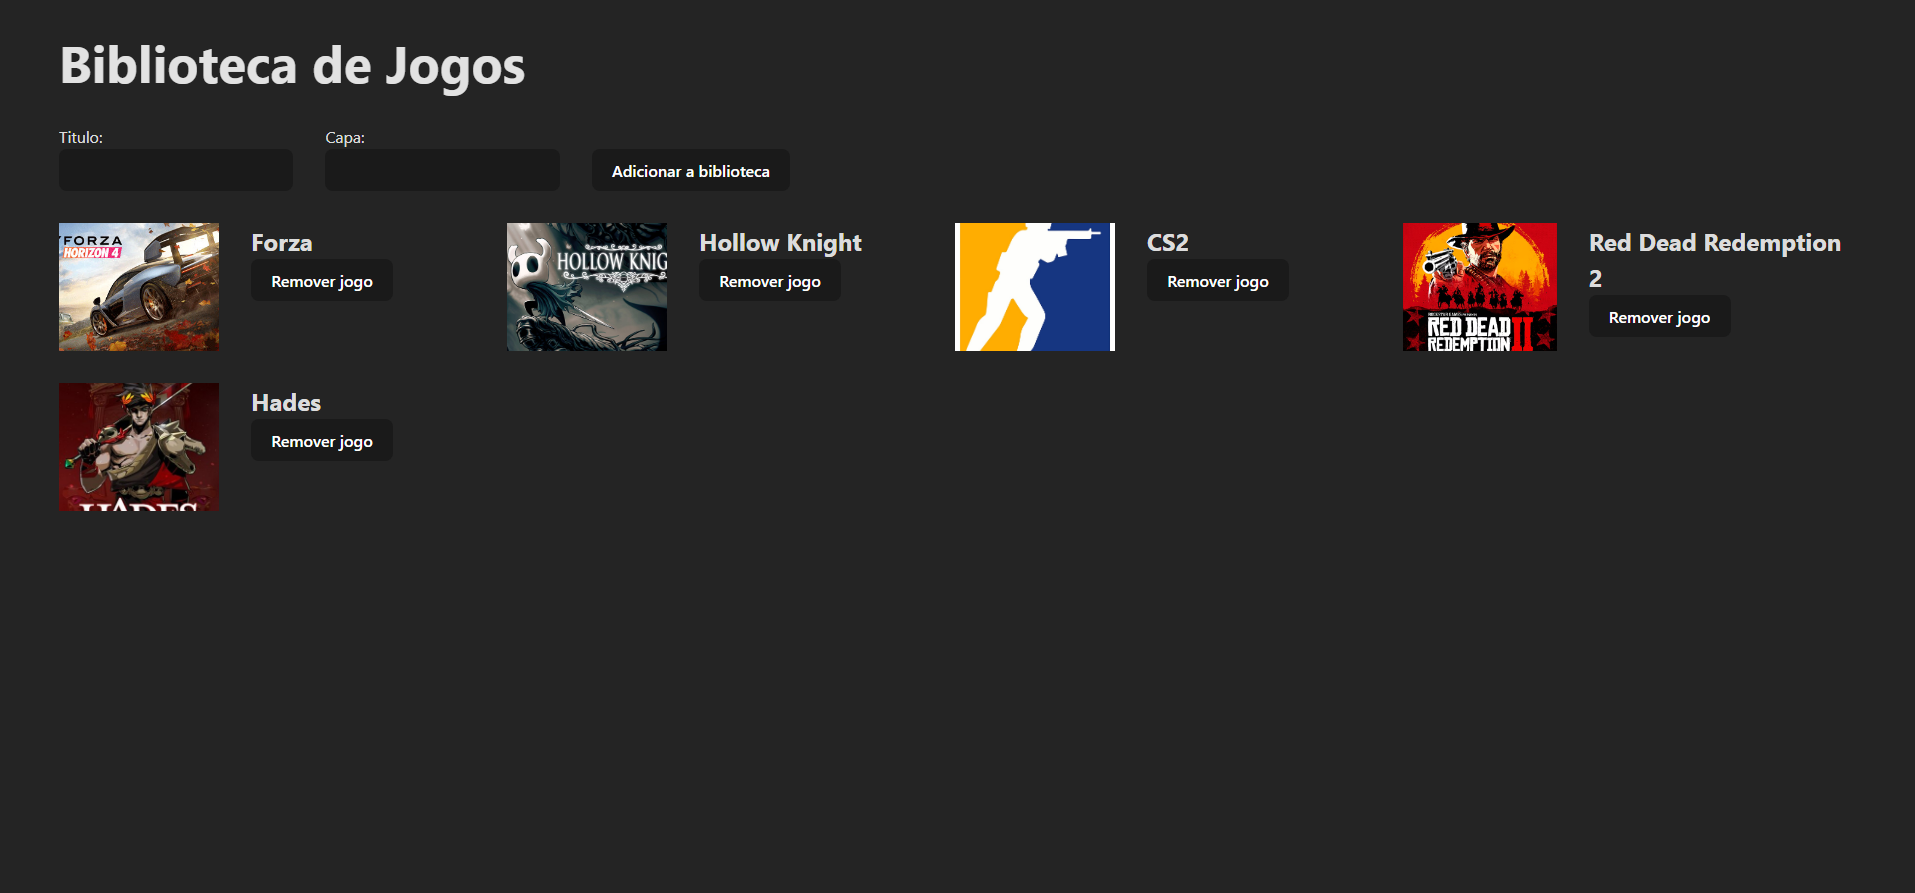 Biblioteca de Jogos
Titulo:
Capa:
Adicionar a biblioteca
FORZA
HORIZON 4
Forza
Remover jogo
HOLLOW KNIG
Hollow Knight
Remover jogo
CS2
Remover jogo
RED DEAD
REDEMPTION II
Red Dead Redemption
2
Remover jogo
HADES
Hades
Remover jogo